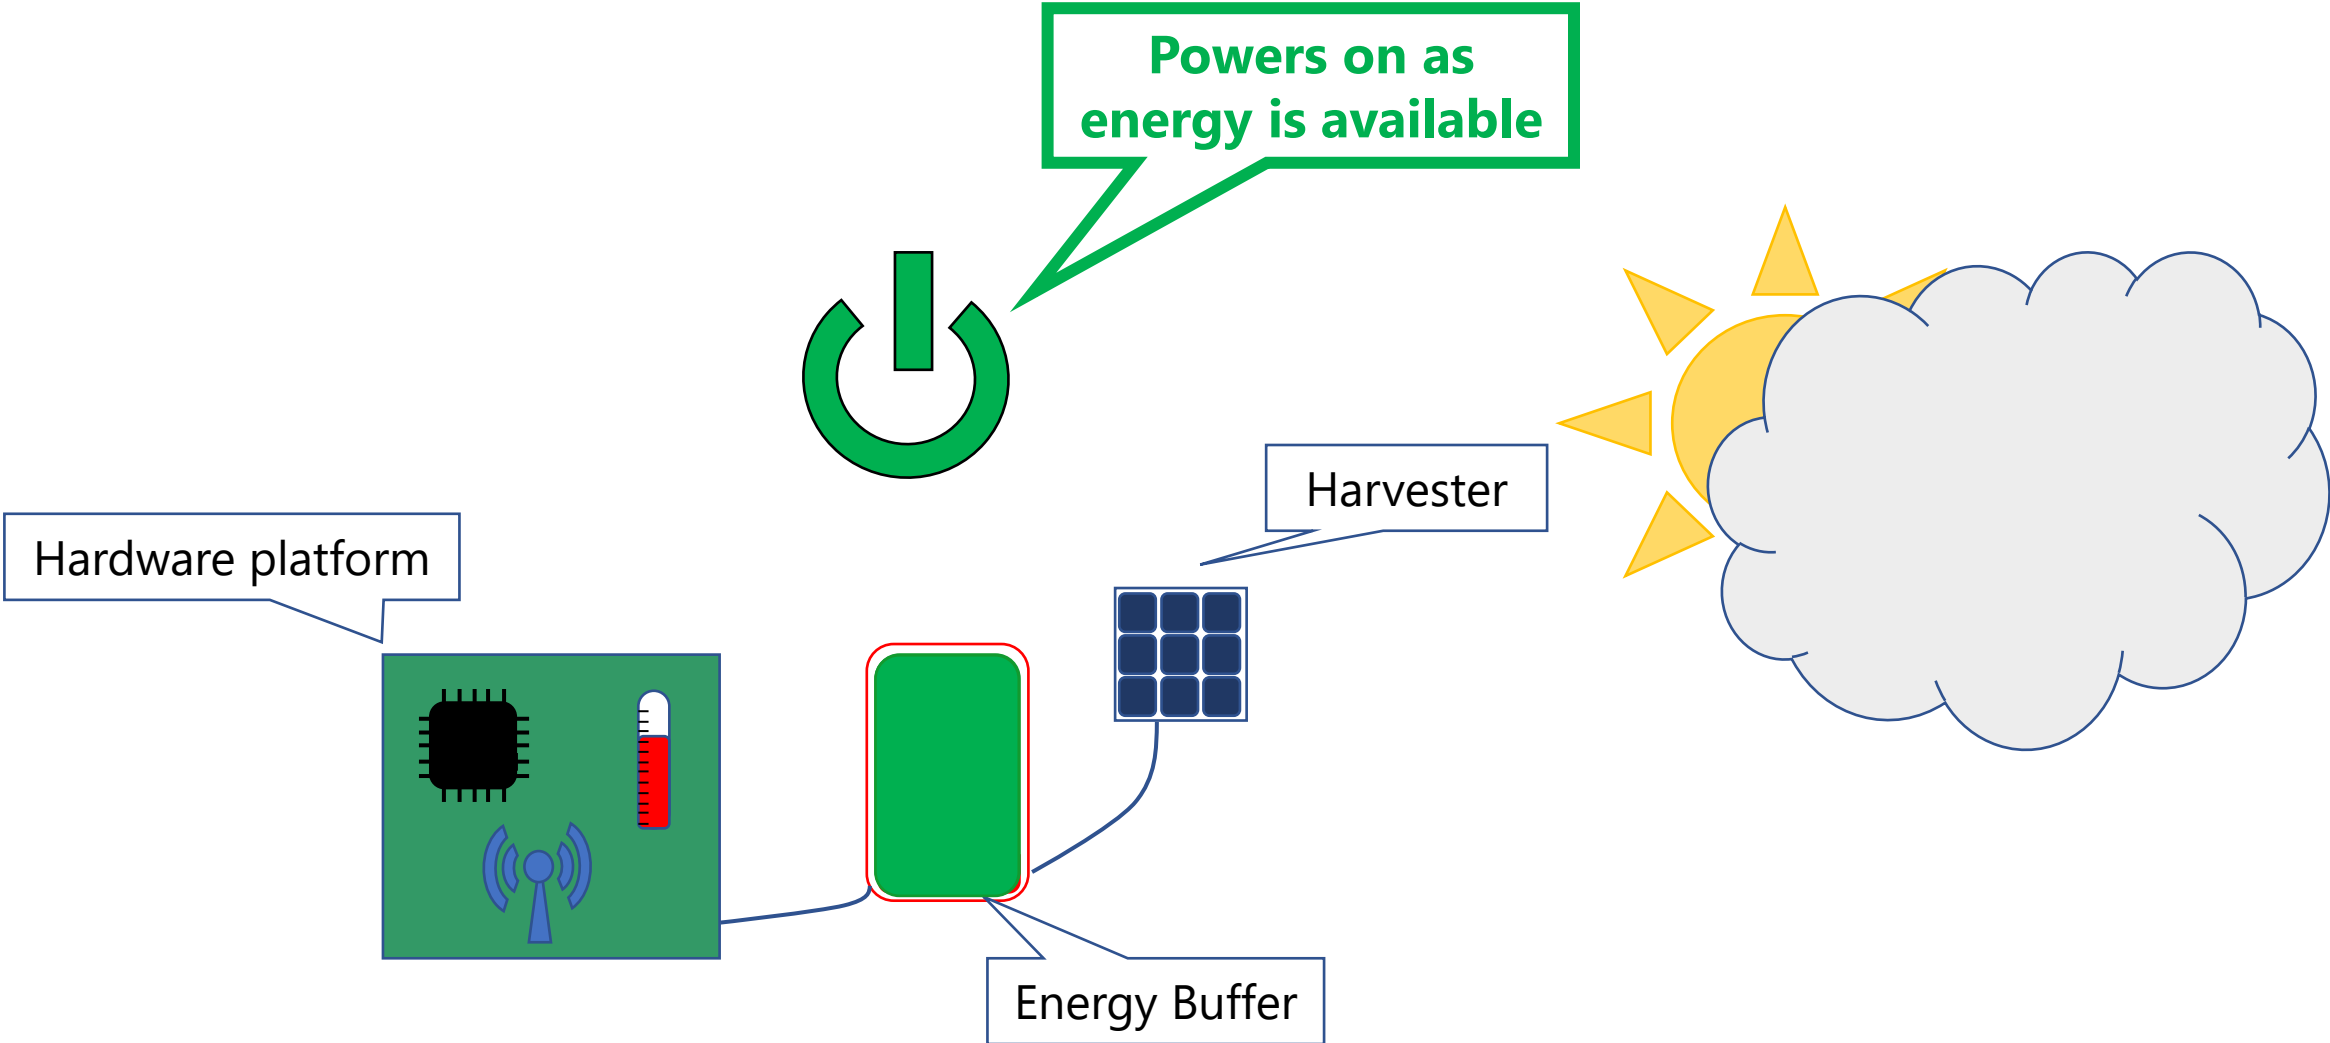 Powers on as
energy is available
Harvester
Hardware platform
Energy Buffer